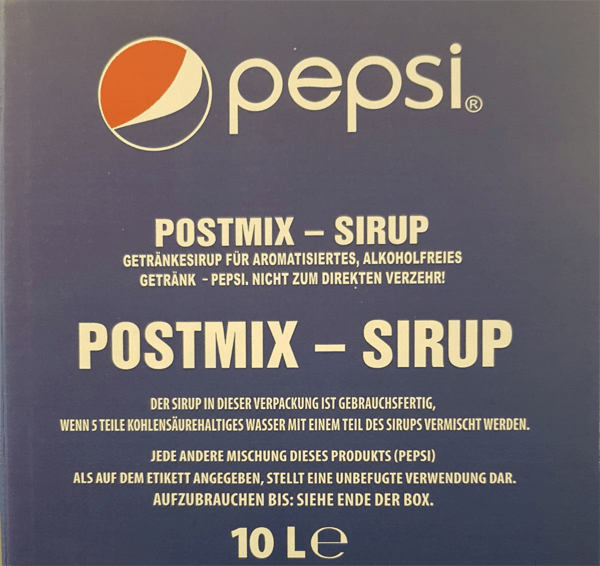 pepsi®
POSTMIX – SIRUP
GETRÄNKESIRUP FÜR AROMATISIERTES, ALKOHOLFREIES
GETRÄNK - PEPSI. NICHT ZUM DIREKTEN VERZEHR!
POSTMIX – SIRUP
DER SIRUP IN DIESER VERPACKUNG IST GEBRAUCHSFERTIG,
WENN 5 TEILE KOHLENSÄUREHALTIGES WASSER MIT EINEM TEIL DES SIRUPS VERMISCHT WERDEN.
JEDE ANDERE MISCHUNG DIESES PRODUKTS (PEPSI)
ALS AUF DEM ETIKETT ANGEGEBEN, STELLT EINE UNBEFUGTE VERWENDUNG DAR.
AUFZUBRAUCHEN BIS: SIEHE ENDE DER BOX.
10 L ℮